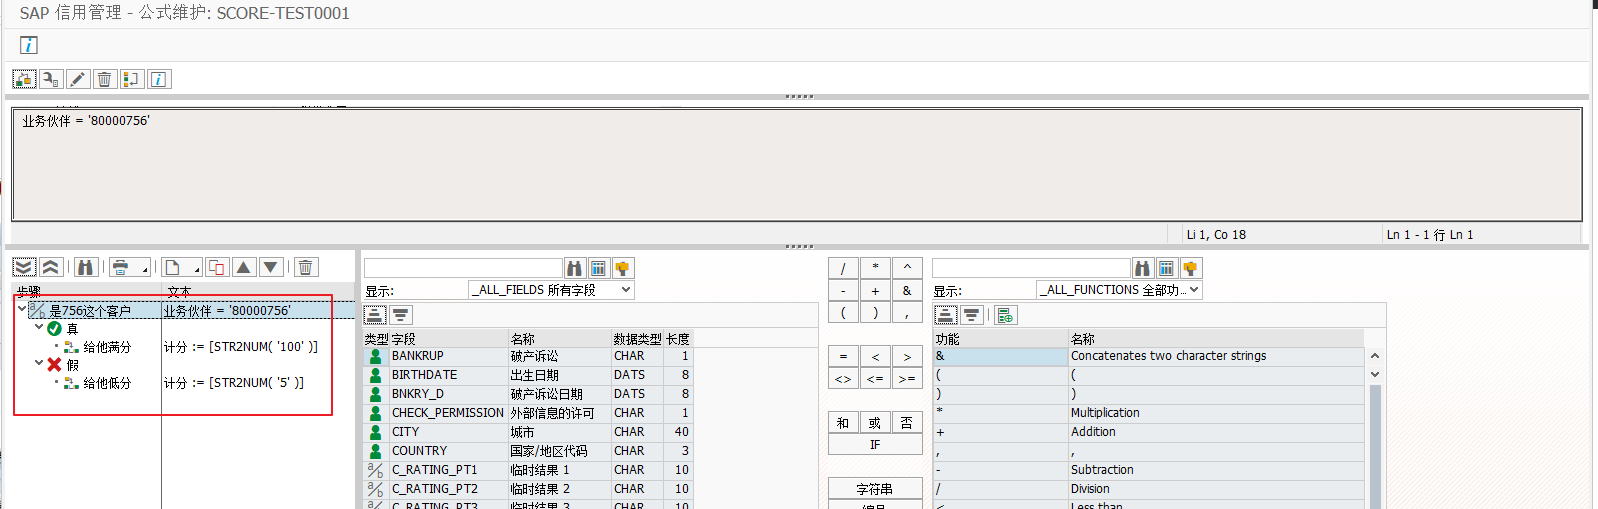 SAP 信用管理 - 公式维护: SCORE-TEST0001
业务伙伴 = '80000756'
Li 1, Co 18
Ln 1 - 1 行 Ln 1
步骤 文本
是756这个客户 业务伙伴 = '80000756'
真
给他满分 计分 := [STR2NUM( '100' )]
假
给他低分 计分 := [STR2NUM( '5' )]
显示: _ALL_FIELDS 所有字段
类型 字段 名称 数据类型 长度
BANKRUP 破产诉讼 CHAR 1
BIRTHDATE 出生日期 DATS 8
BNKRY_D 破产诉讼日期 DATS 8
CHECK_PERMISSION 外部信息的许可 CHAR 1
CITY 城市 CHAR 40
COUNTRY 国家/地区代码 CHAR 3
a/b C_RATING_PT1 临时结果 1 CHAR 10
a/b C_RATING_PT2 临时结果 2 CHAR 10
a/b C_RATING_PT3 临时结果 3 CHAR 10
/ * ^
- + &
( ) ,
= < >
<> <= >=
和 或 否
IF
字符串
显示: _ALL_FUNCTIONS 全部功...
功能 名称
& Concatenates two character strings
( (
) )
* Multiplication
+ Addition
, ,
- Subtraction
/ Division
< Less than